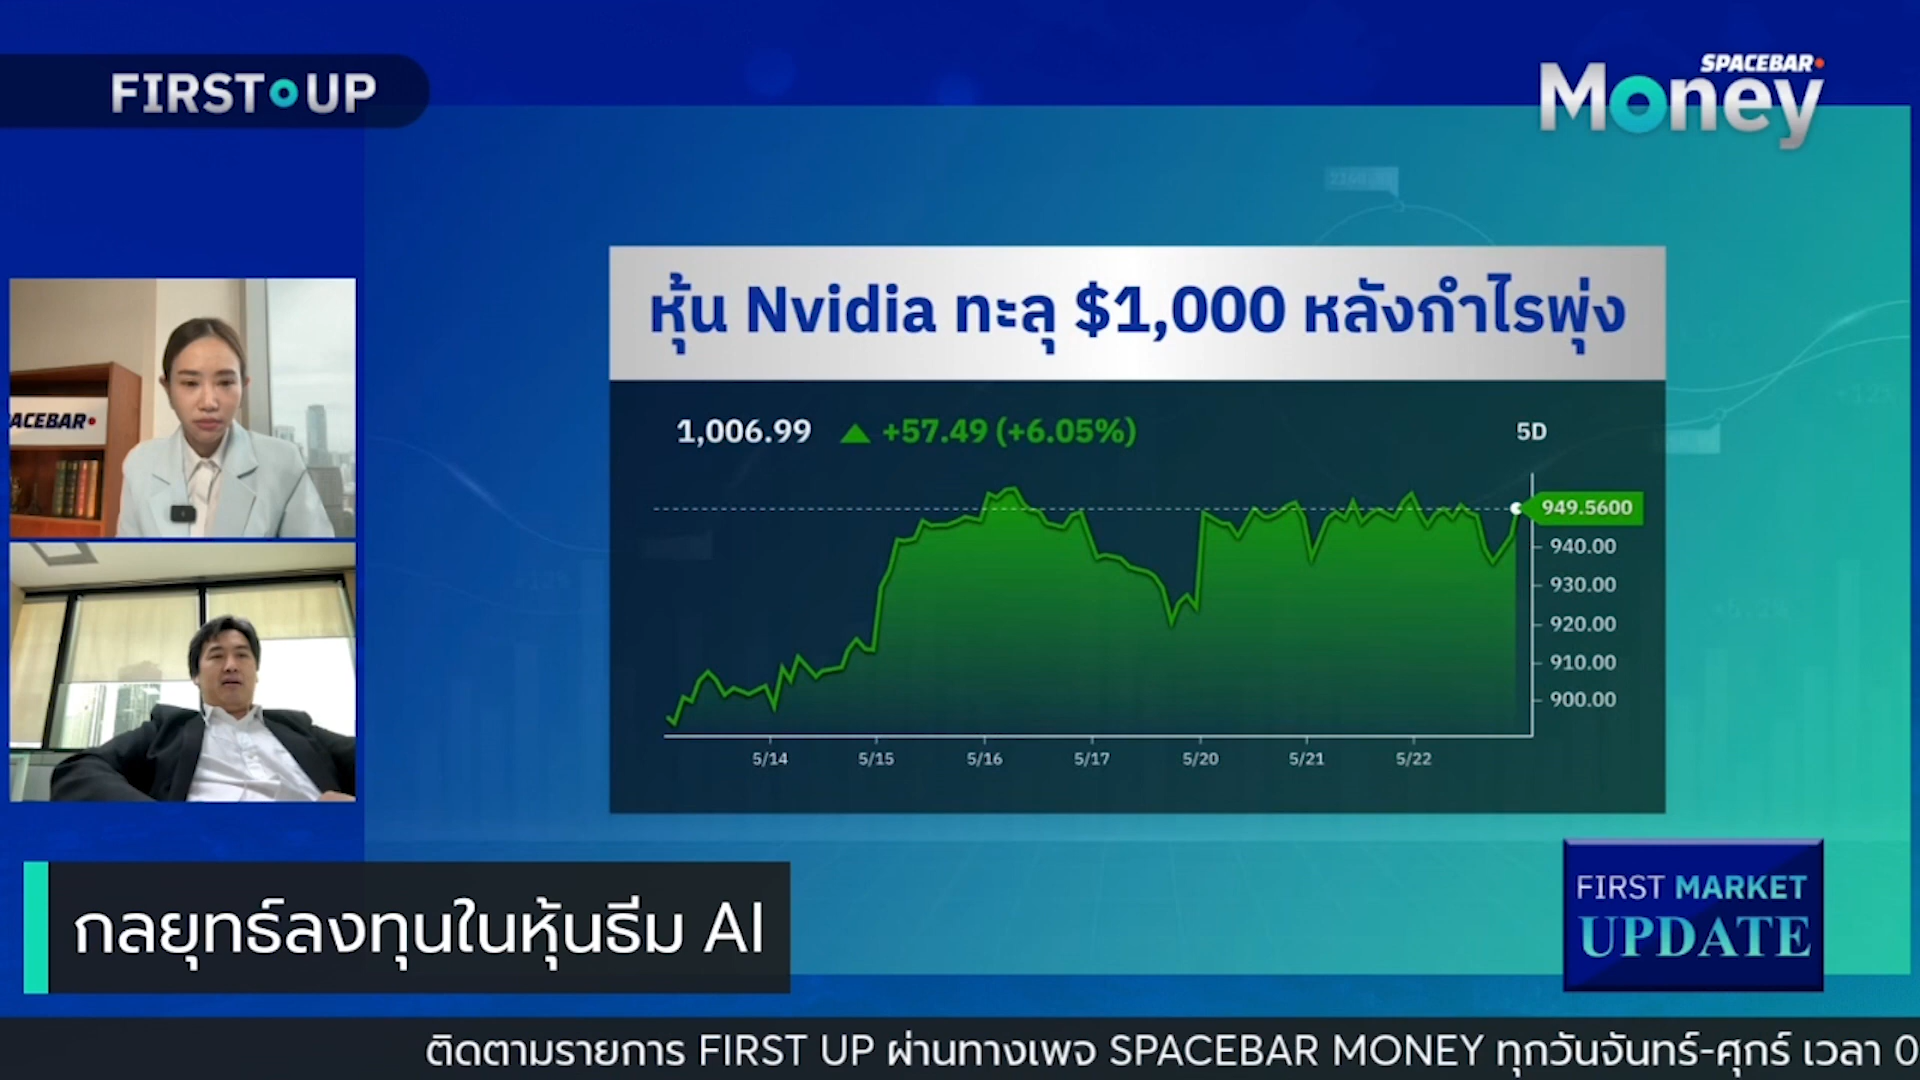 FIRST UP
SPACEBAR
Money
หุ้น Nvidia ทะลุ $1,000 หลังกำไรพุ่ง
1,006.99 ▲ +57.49 (+6.05%)
5D
949.5600
940.00
930.00
920.00
910.00
900.00
5/14 5/15 5/16 5/17 5/20 5/21 5/22
ACEBAR
กลยุทธ์ลงทุนในหุ้นธีม AI
FIRST MARKET
UPDATE
ติดตามรายการ FIRST UP ผ่านทางเพจ SPACEBAR MONEY ทุกวันจันทร์-ศุกร์ เวลา 0